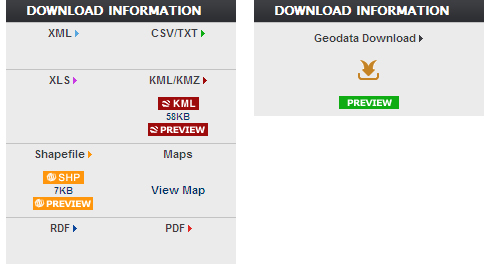 DOWNLOAD INFORMATION
XML CSV/TXT
XLS KML/KMZ
KML
58KB
PREVIEW
Shapefile Maps
SHP
7KB View Map
PREVIEW
RDF PDF
DOWNLOAD INFORMATION
Geodata Download
PREVIEW